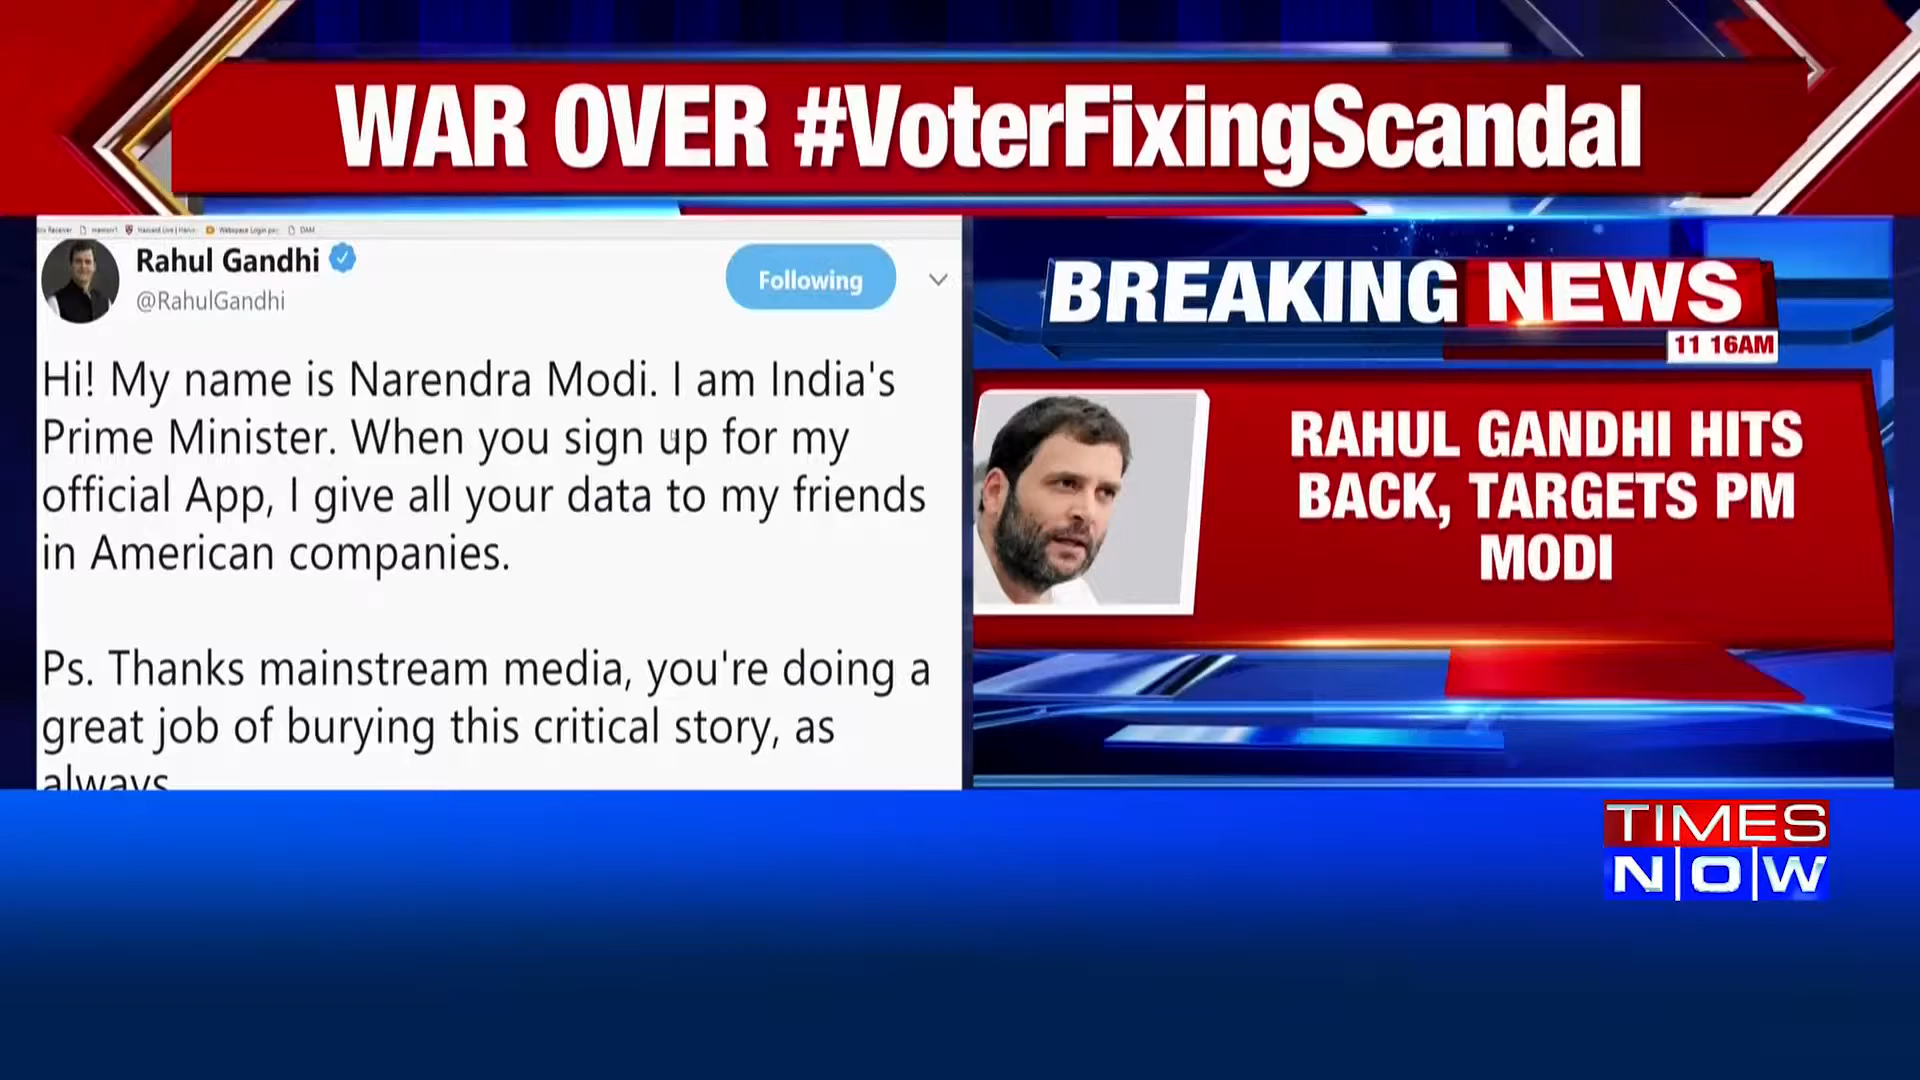 WAR OVER #VoterFixingScandal
Rahul Gandhi
@RahulGandhi
Following
Hi! My name is Narendra Modi. I am India's
Prime Minister. When you sign up for my
official App, I give all your data to my friends
in American companies.
Ps. Thanks mainstream media, you're doing a
great job of burying this critical story, as
always.
BREAKING NEWS
11 16AM
RAHUL GANDHI HITS
BACK, TARGETS PM
MODI
TIMES
NOW